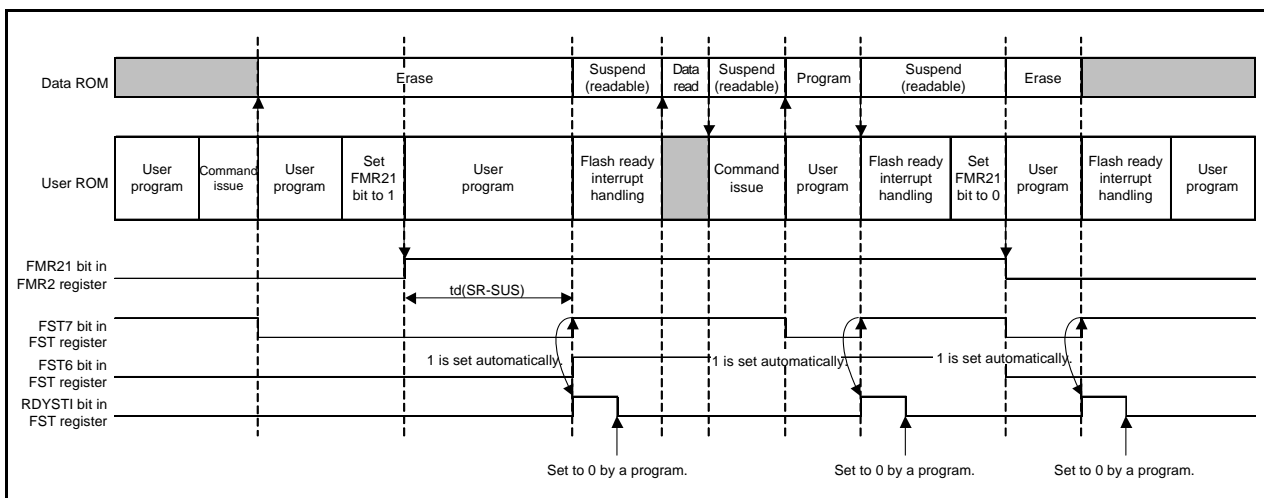 Data ROM
Erase
Suspend
(readable)
Data
read
Suspend
(readable)
Program
Suspend
(readable)
Erase
User ROM
User
program
Command
issue
User
program
Set
FMR21
bit to 1
User
program
Flash ready
interrupt
handling
Command
issue
User
program
Flash ready
interrupt
handling
Set
FMR21
bit to 0
User
program
Flash ready
interrupt
handling
User
program
FMR21 bit in
FMR2 register
td(SR-SUS)
FST7 bit in
FST register
1 is set automatically.
1 is set automatically.
1 is set automatically.
FST6 bit in
FST register
RDYSTI bit in
FST register
Set to 0 by a program.
Set to 0 by a program.
Set to 0 by a program.